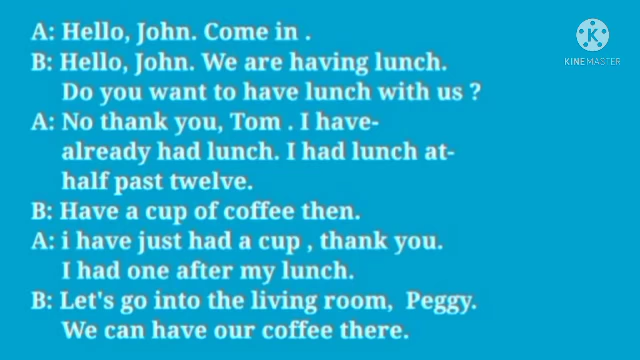 A: Hello, John. Come in .
B: Hello, John. We are having lunch.
Do you want to have lunch with us ?
A: No thank you, Tom . I have-
already had lunch. I had lunch at-
half past twelve.
B: Have a cup of coffee then.
A: i have just had a cup , thank you.
I had one after my lunch.
B: Let's go into the living room, Peggy.
We can have our coffee there.
K
KINEMASTER